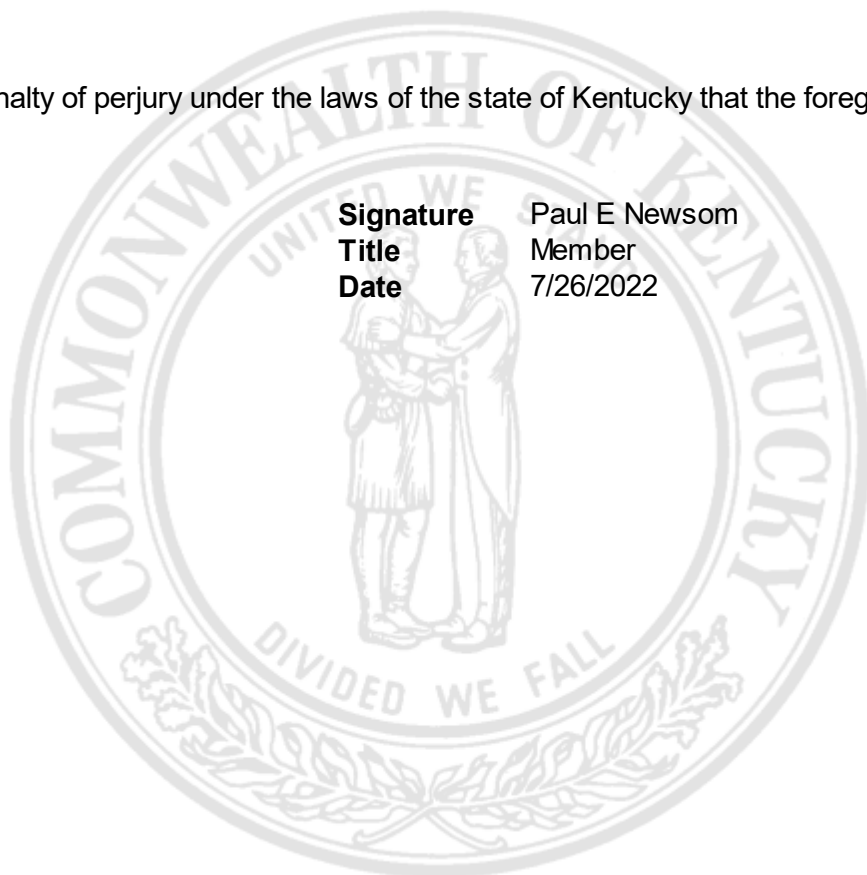 nalty of perjury under the laws of the state of Kentucky that the foreg
Signature Paul E Newsom
Title Member
Date 7/26/2022
COMMONWEALTH OF KENTUCKY
UNITED WE STAND
DIVIDED WE FALL